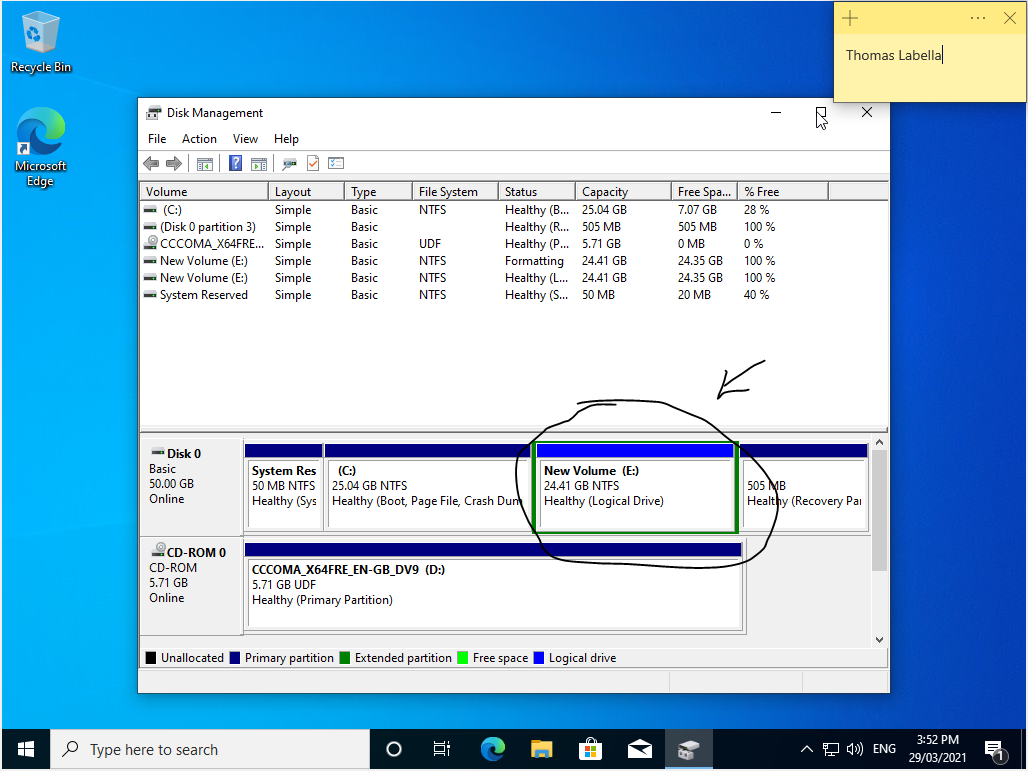 Recycle Bin
Microsoft
Edge
Thomas Labella
Disk Management
File Action View Help
Volume Layout Type File System Status Capacity Free Spa... % Free
(C:) Simple Basic NTFS Healthy (B... 25.04 GB 7.07 GB 28 %
(Disk 0 partition 3) Simple Basic Healthy (R... 505 MB 505 MB 100 %
CCCOMA_X64FRE... Simple Basic UDF Healthy (P... 5.71 GB 0 MB 0 %
New Volume (E:) Simple Basic NTFS Formatting 24.41 GB 24.35 GB 100 %
New Volume (E:) Simple Basic NTFS Healthy (L... 24.41 GB 24.35 GB 100 %
System Reserved Simple Basic NTFS Healthy (S... 50 MB 20 MB 40 %
Disk 0
Basic
50.00 GB
Online
System Res
50 MB NTFS
Healthy (Sys
(C:)
25.04 GB NTFS
Healthy (Boot, Page File, Crash Dum
New Volume (E:)
24.41 GB NTFS
Healthy (Logical Drive)
505 MB
Healthy (Recovery Par
CD-ROM 0
CD-ROM
5.71 GB
Online
CCCOMA_X64FRE_EN-GB_DV9 (D:)
5.71 GB UDF
Healthy (Primary Partition)
Unallocated Primary partition Extended partition Free space Logical drive
Type here to search
ENG
3:52 PM
29/03/2021
1